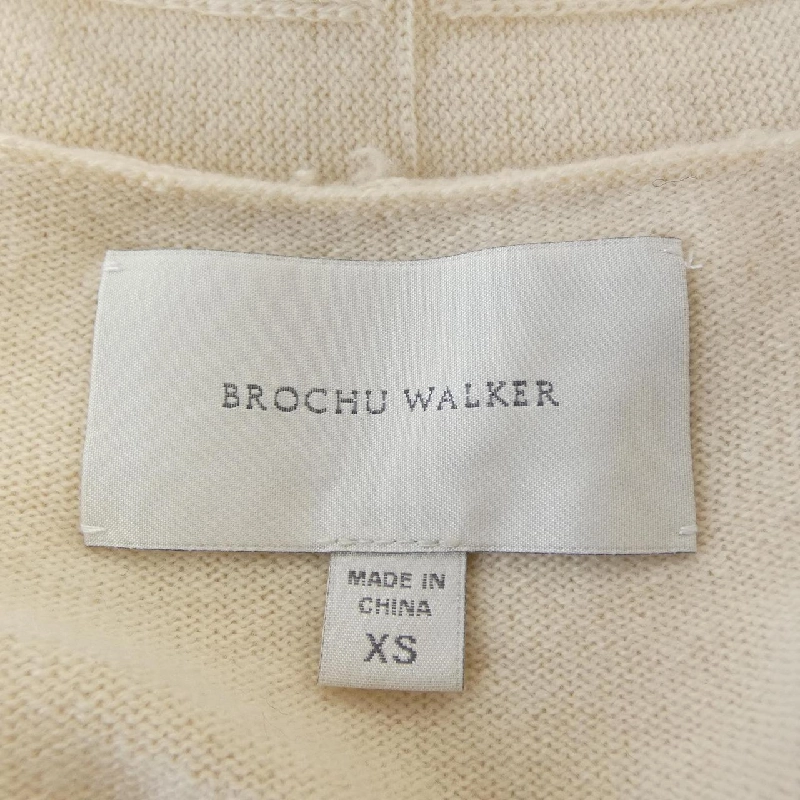 BROCHU WALKER
MADE IN
CHINA
XS